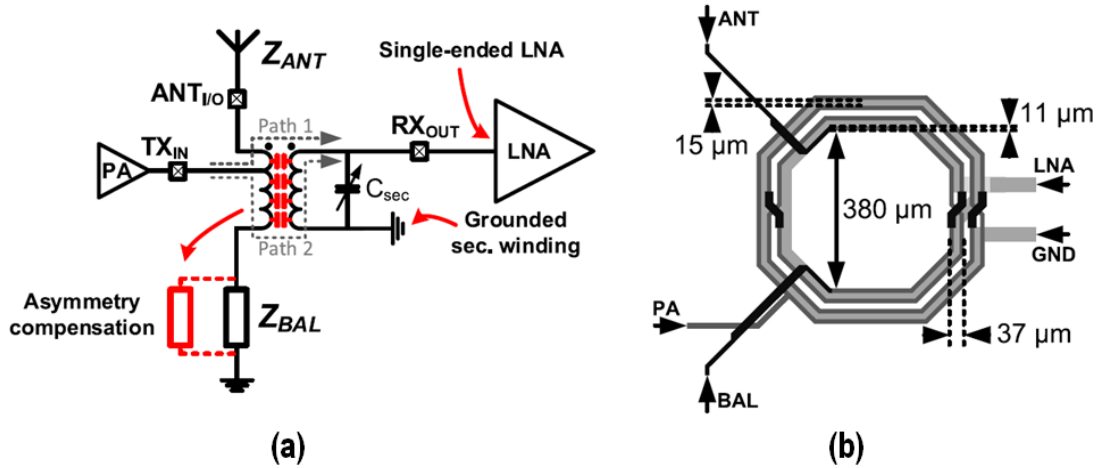 Z_ANT
Single-ended LNA
ANT_I/O
Path 1
RX_OUT
TX_IN
PA
LNA
C_sec
Path 2
Grounded
sec. winding
Asymmetry
compensation
Z_BAL
(a)
ANT
11 µm
15 µm
LNA
380 µm
GND
PA
37 µm
BAL
(b)